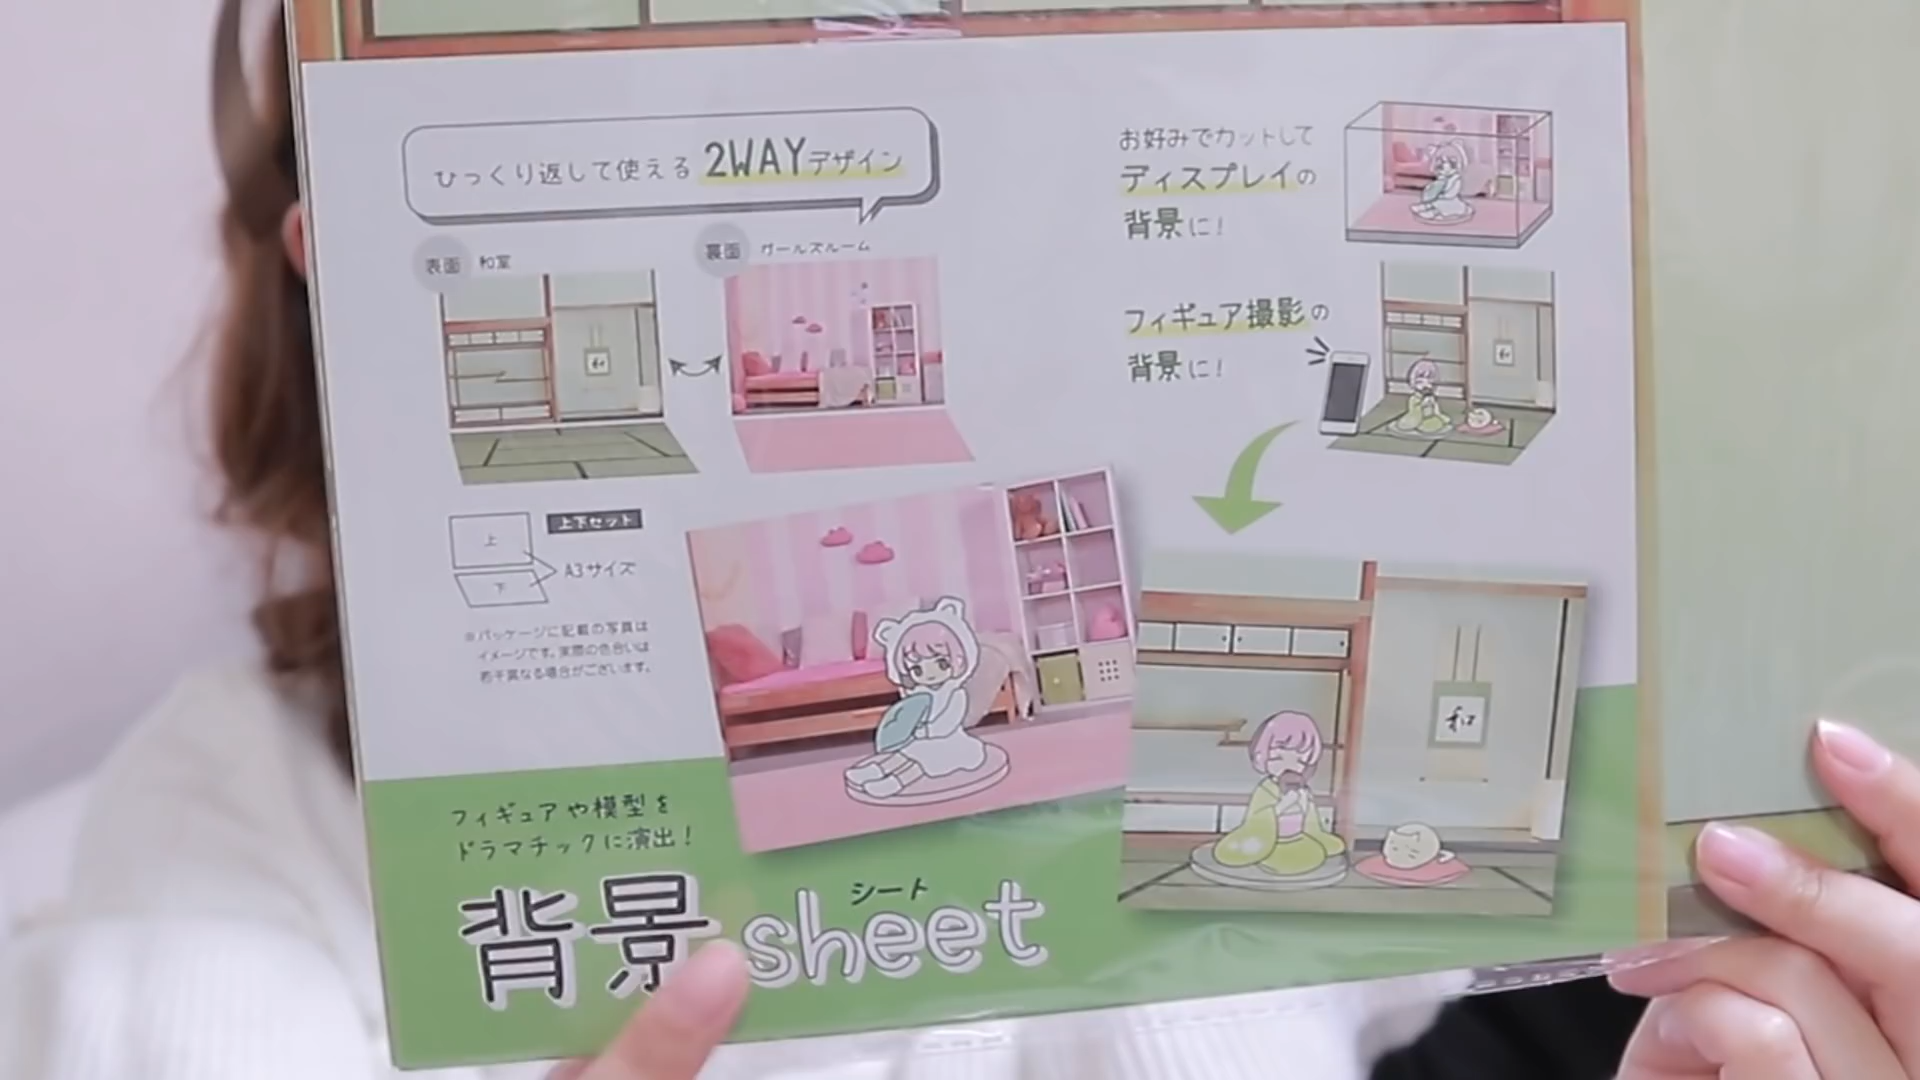 ひっくり返して使える 2WAYデザイン
表面 和室
裏面 ガールズルーム
和
上
下
上下セット
A3サイズ
※パッケージに記載の写真は
イメージです。実際の色合いは
若干異なる場合がございます。
お好みでカットして
ディスプレイの
背景に!
フィギュア撮影の
背景に!
和
和
フィギュアや模型を
ドラマチックに演出!
背景sheet
シート